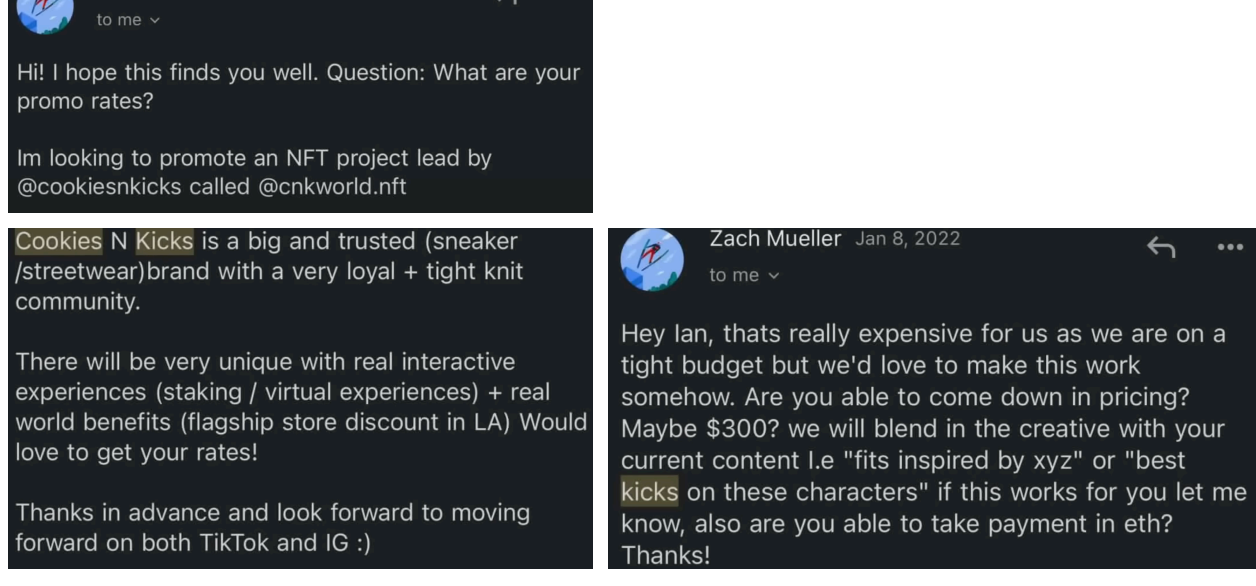 to me
Hi! I hope this finds you well. Question: What are your
promo rates?
Im looking to promote an NFT project lead by
@cookiesnkicks called @cnkworld.nft
Cookies N Kicks is a big and trusted (sneaker
/streetwear)brand with a very loyal + tight knit
community.
There will be very unique with real interactive
experiences (staking / virtual experiences) + real
world benefits (flagship store discount in LA) Would
love to get your rates!
Thanks in advance and look forward to moving
forward on both TikTok and IG :)
Zach Mueller Jan 8, 2022
to me
Hey Ian, thats really expensive for us as we are on a
tight budget but we'd love to make this work
somehow. Are you able to come down in pricing?
Maybe $300? we will blend in the creative with your
current content I.e "fits inspired by xyz" or "best
kicks on these characters" if this works for you let me
know, also are you able to take payment in eth?
Thanks!